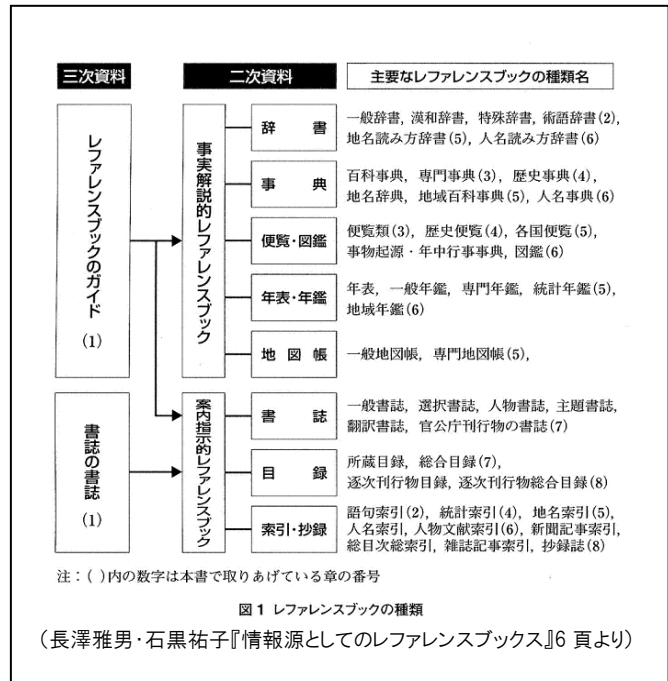 三次資料
二次資料
主要なレファレンスブックの種類名
レファレンスブックのガイド
(1)
事実解説的レファレンスブック
辞　書
一般辞書，漢和辞書，特殊辞書，術語辞書(2)，
地名読み方辞書(5)，人名読み方辞書(6)
事　典
百科事典，専門事典(3)，歴史事典(4)，
地名辞典，地域百科事典(5)，人名事典(6)
便覧・図鑑
便覧類(3)，歴史便覧(4)，各国便覧(5)，
事物起源・年中行事事典，図鑑(6)
年表・年鑑
年表，一般年鑑，専門年鑑，統計年鑑(5)，
地域年鑑(6)
地図帳
一般地図帳，専門地図帳(5)，
書誌の書誌
(1)
案内指示的レファレンスブック
書　誌
一般書誌，選択書誌，人物書誌，主題書誌，
翻訳書誌，官公庁刊行物の書誌(7)
目　録
所蔵目録，総合目録(7)，
逐次刊行物目録，逐次刊行物総合目録(8)
索引・抄録
語句索引(2)，統計索引(4)，地名索引(5)，
人名索引，人物文献索引(6)，新聞記事索引，
総目次総索引，雑誌記事索引，抄録誌(8)
注：( )内の数字は本書で取りあげている章の番号
図1 レファレンスブックの種類
(長澤雅男・石黒祐子『情報源としてのレファレンスブックス』6 頁より)